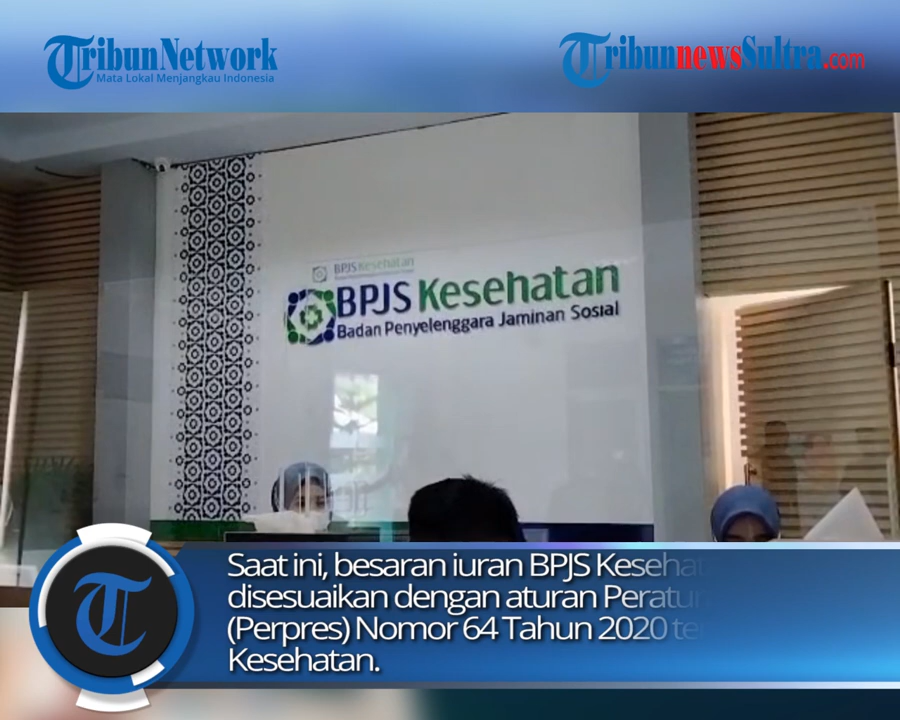 TribunNetwork
Mata Lokal Menjangkau Indonesia
TribunnewsSultra.com
BPJS Kesehatan
BPJS Kesehatan
Badan Penyelenggara Jaminan Sosial
Saat ini, besaran iuran BPJS
disesuaikan dengan aturan
(Perpres) Nomor 64 Tahun 2020
Kesehatan.